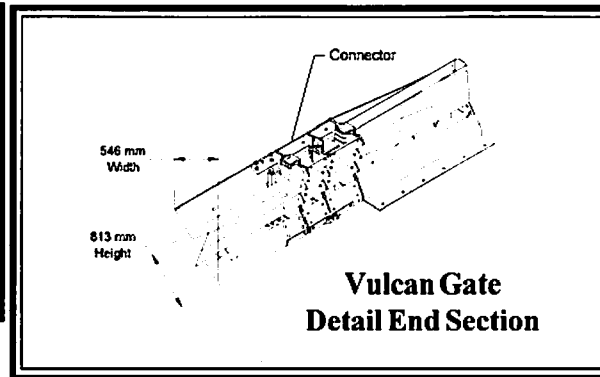 Connector
546 mm
Width
813 mm
Height
Vulcan Gate
Detail End Section